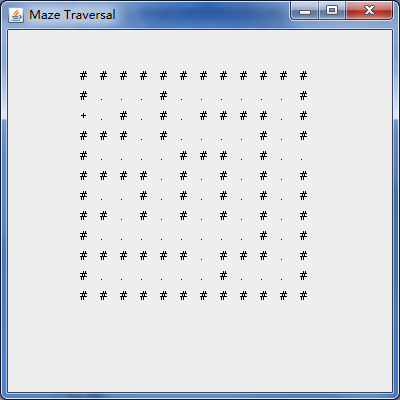 Maze Traversal
# # # # # # # # # # # #
# . . . # . . . . . . #
+ . # . # . # # # # . #
# # # . # . . . . # . #
# . . . . # # # . # . .
# # # # . # . # . # . #
# . . # . # . # . # . #
# # . # . # . # . # . #
# . . . . . . . . # . #
# # # # # # . # # # . #
# . . . . . . # . . . #
# # # # # # # # # # # #